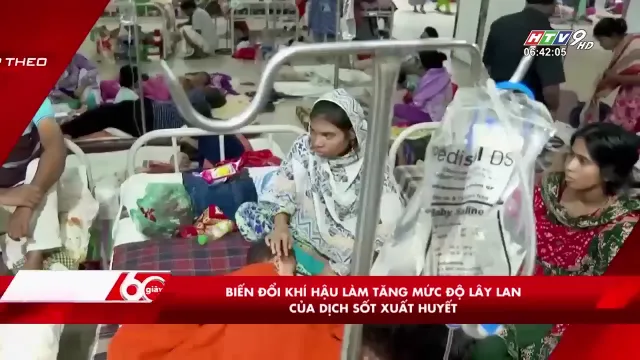 HTV9 HD
06:42:05
P THEO
Medisol DS
Baby Saline
60 giây
BIẾN ĐỔI KHÍ HẬU LÀM TĂNG MỨC ĐỘ LÂY LAN
CỦA DỊCH SỐT XUẤT HUYẾT